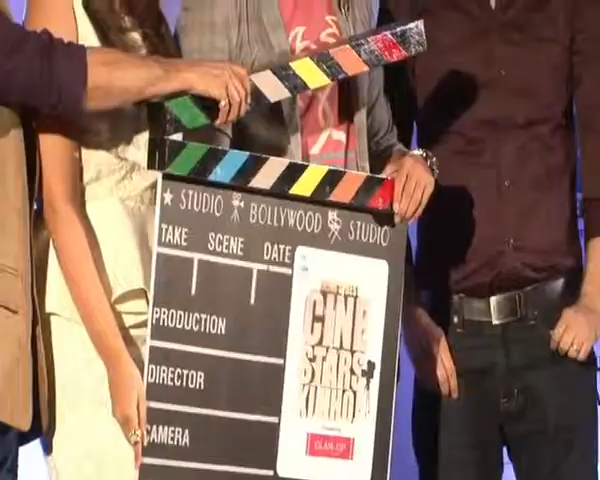 STUDIO BOLLYWOOD STUDIO
TAKE SCENE DATE
PRODUCTION
DIRECTOR
CAMERA
CINE
STARS
GLAM-UP